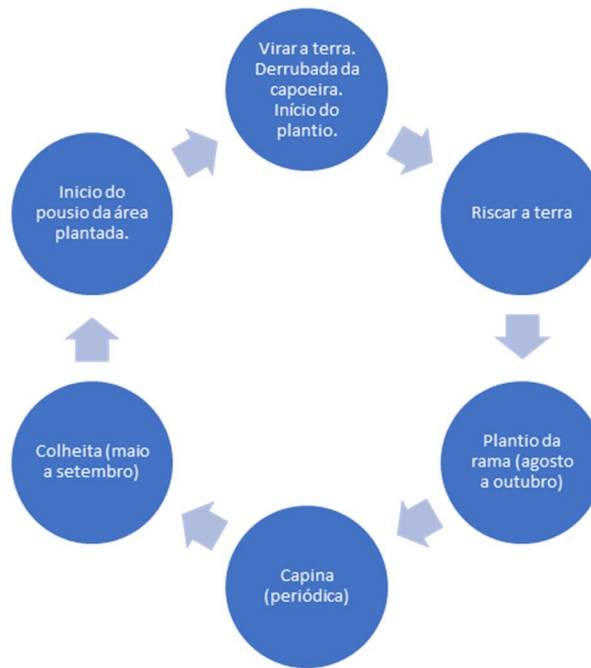 Virar a terra.
Derrubada da
capoeira.
Início do
plantio.
Riscar a terra
Plantio da
rama (agosto
a outubro)
Capina
(periódica)
Colheita (maio
a setembro)
Inicio do
pousio da área
plantada.